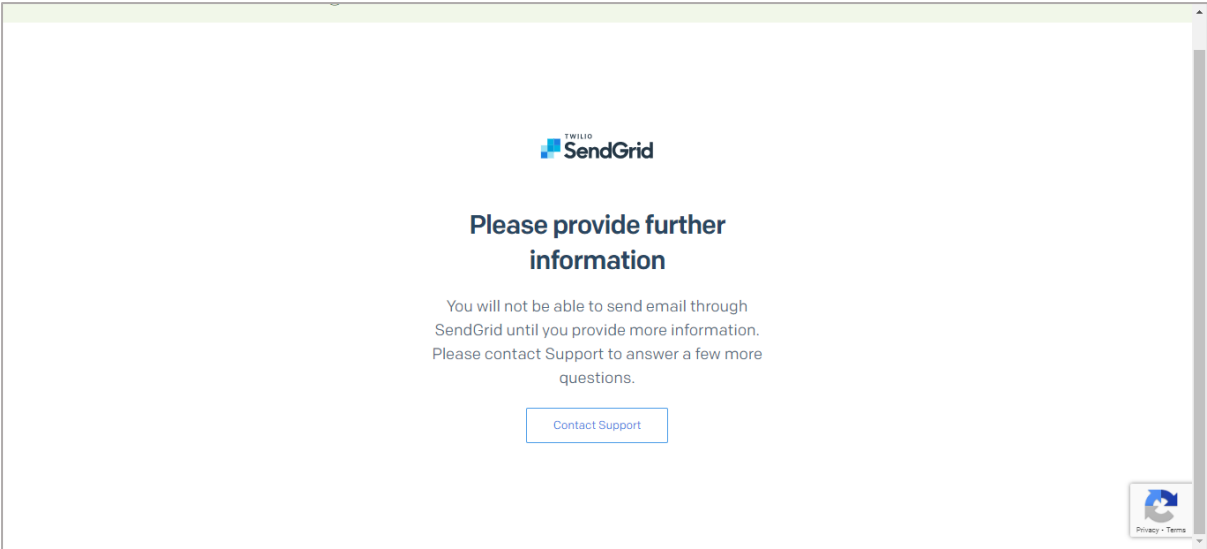 TWILIO
SendGrid
Please provide further
information
You will not be able to send email through
SendGrid until you provide more information.
Please contact Support to answer a few more
questions.
Contact Support
Privacy • Terms